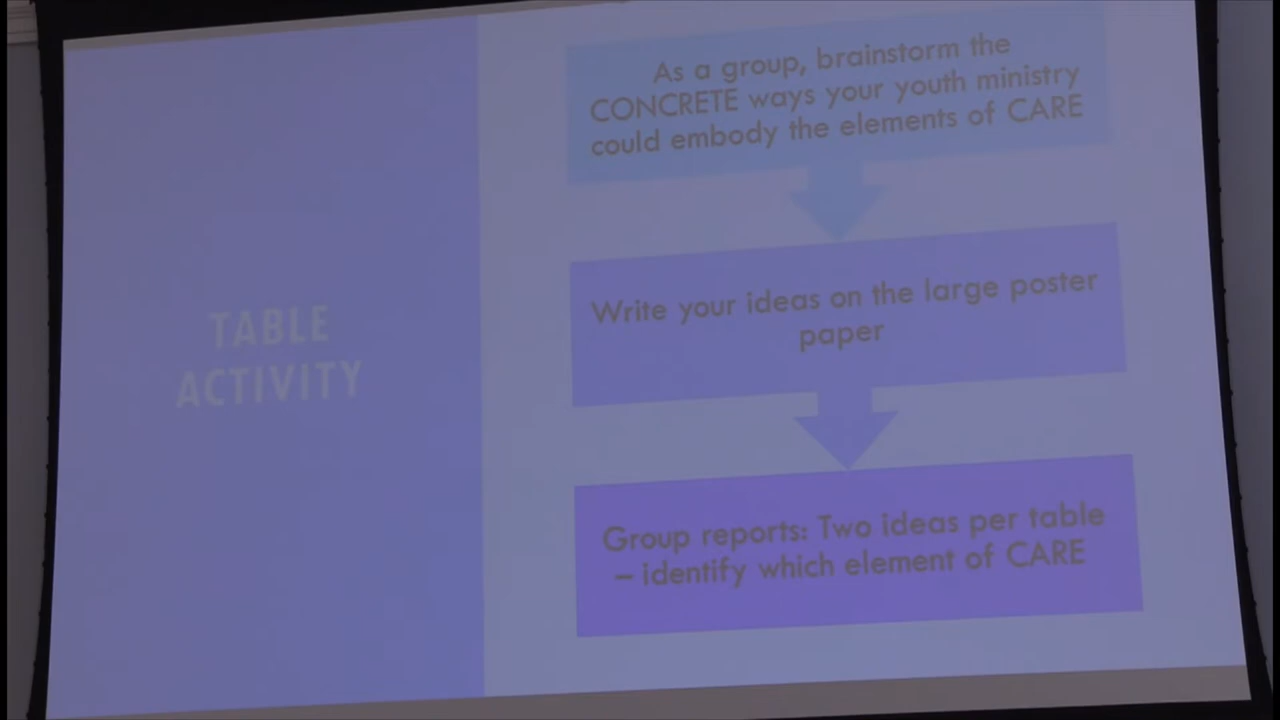 TABLE
ACTIVITY
As a group, brainstorm the
CONCRETE ways your youth ministry
could embody the elements of CARE
Write your ideas on the large poster
paper
Group reports: Two ideas per table
– identify which element of CARE